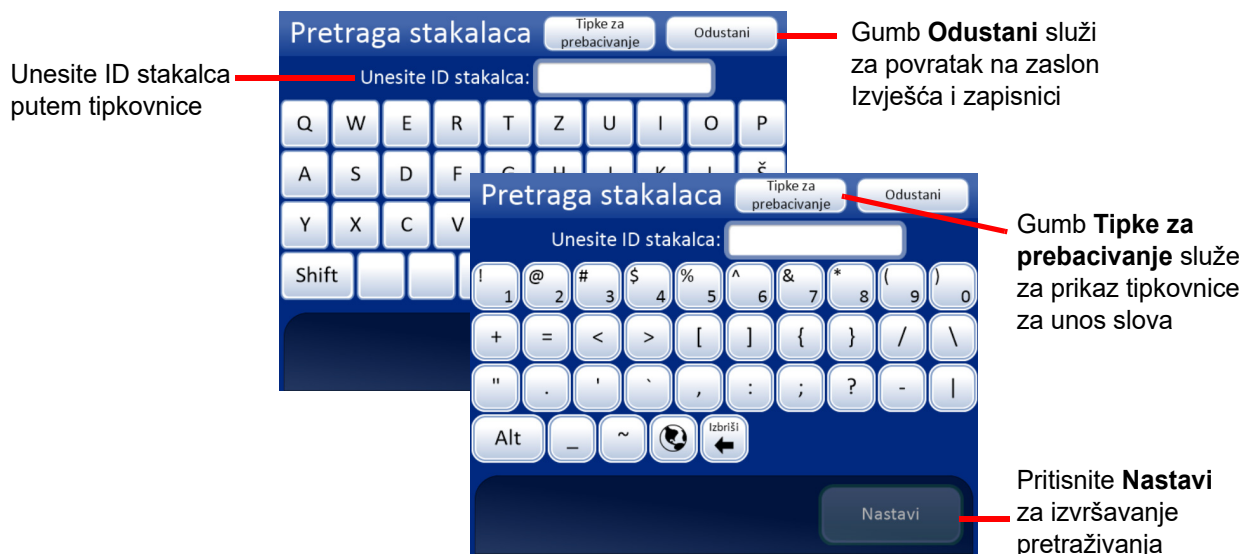 Unesite ID stakalca
putem tipkovnice
Pretraga stakalaca
Tipke za
prebacivanje
Odustani
Unesite ID stakalca:
Q W E R T Z U I O P
A S D F
Y X C V
Shift
Gumb Odustani služi
za povratak na zaslon
Izvješća i zapisnici
Pretraga stakalaca
Tipke za
prebacivanje
Odustani
Unesite ID stakalca:
! 1 @ 2 # 3 $ 4 % 5 ^ 6 & 7 * 8 ( 9 ) 0
+ = < > [ ] { } / \
" . ' ` , : ; ? - |
Alt _ ~ Izbriši
Nastavi
Gumb Tipke za
prebacivanje služe
za prikaz tipkovnice
za unos slova
Pritisnite Nastavi
za izvršavanje
pretraživanja